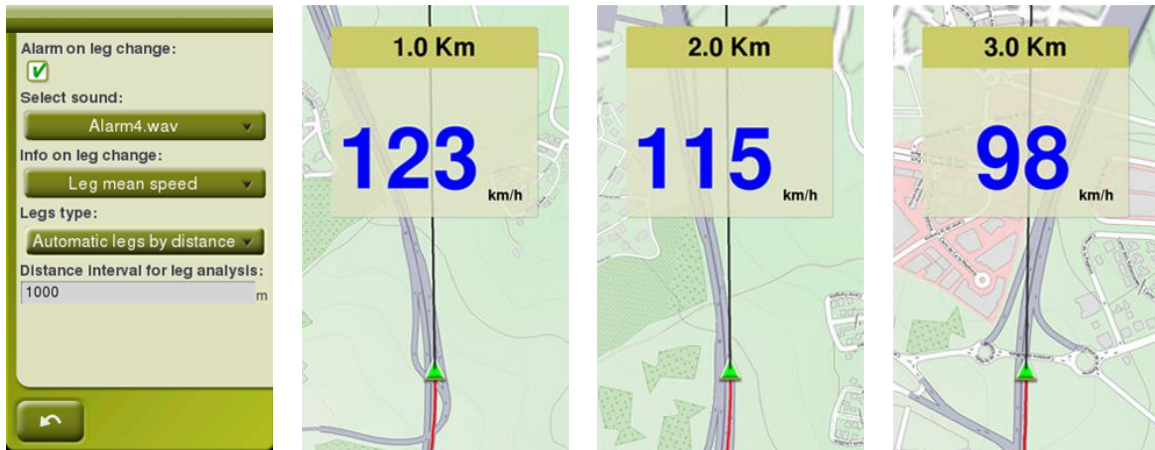 Alarm on leg change:
Select sound:
Alarm4.wav
Info on leg change:
Leg mean speed
Legs type:
Automatic legs by distance
Distance interval for leg analysis:
1000
m
1.0 Km
123
km/h
2.0 Km
115
km/h
3.0 Km
98
km/h